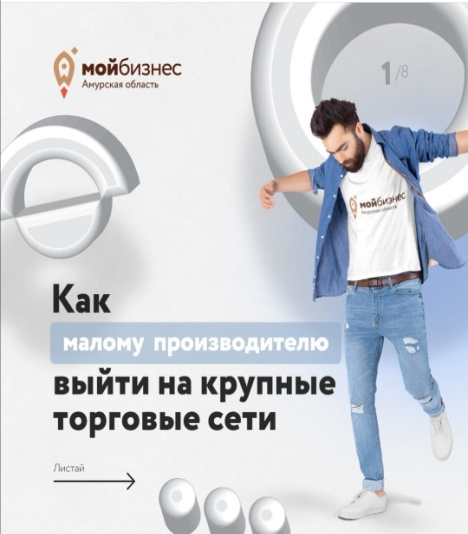 мойбизнес
Амурская область
1/8
мойбизнес
Амурская область
Как
малому производителю
выйти на крупные
торговые сети
Листай